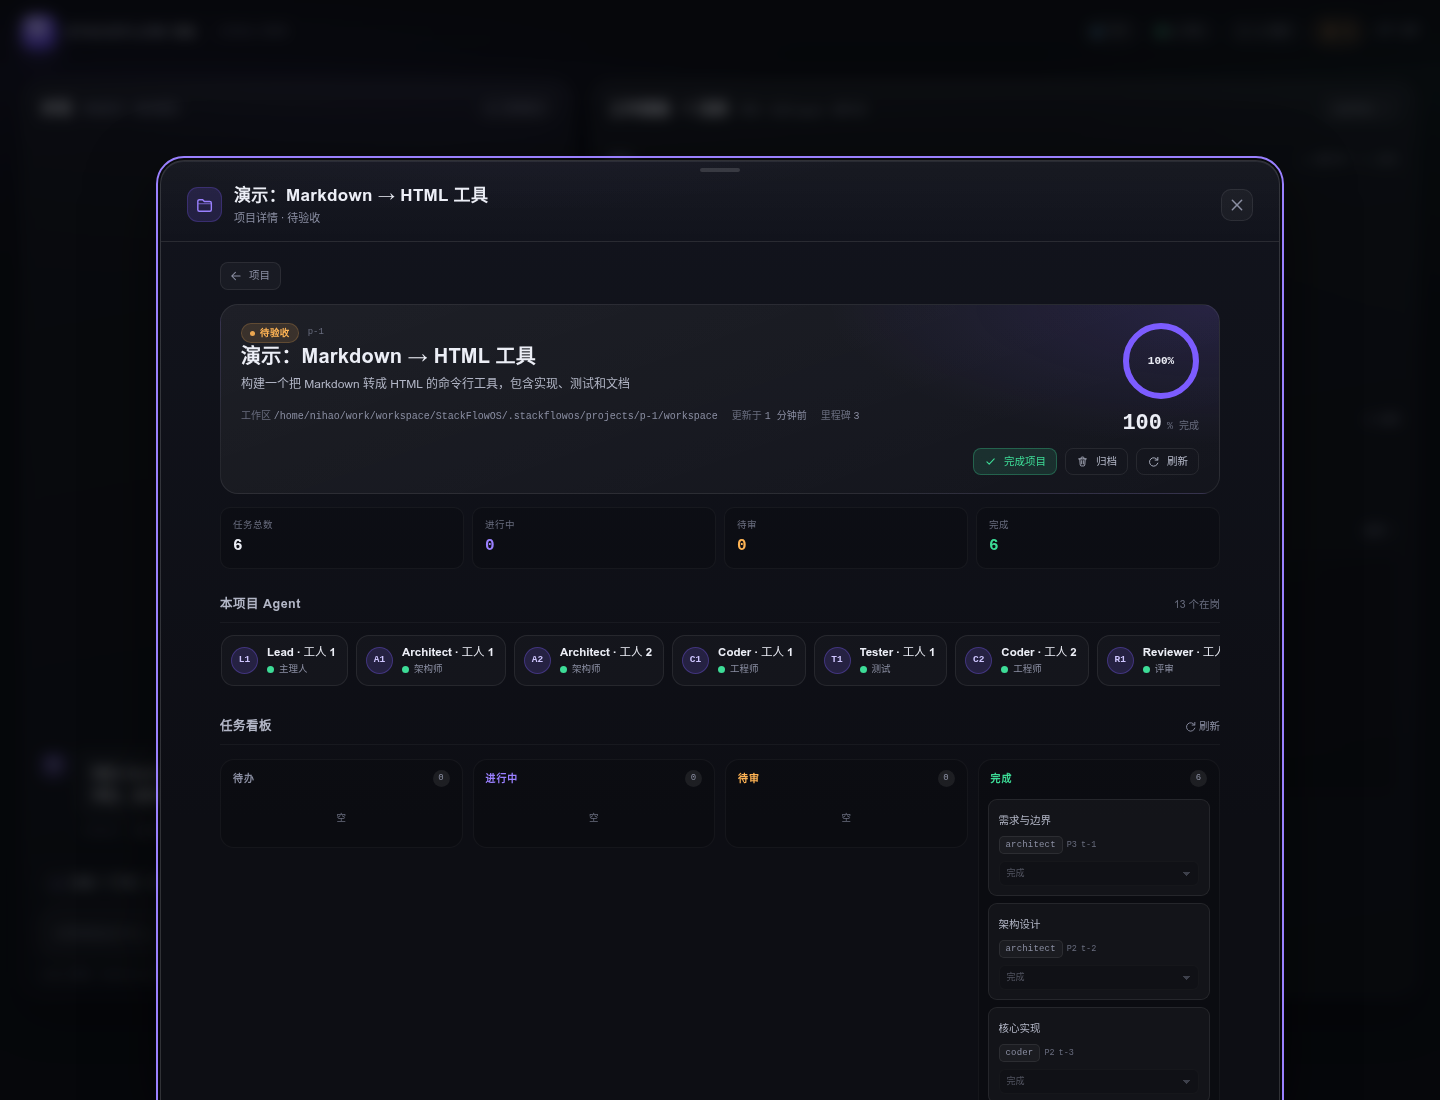 演示：Markdown → HTML 工具
项目详情 · 待验收
项目
待验收 p-1
演示：Markdown → HTML 工具
构建一个把 Markdown 转成 HTML 的命令行工具，包含实现、测试和文档
工作区 /home/nihao/work/workspace/StackFlowOS/.stackflowos/projects/p-1/workspace 更新于 1 分钟前 里程碑 3
100%
100 % 完成
完成项目 归档 刷新
任务总数 进行中 待审 完成
6 0 0 6
本项目 Agent 13 个在岗
L1 Lead · 工人 1 主理人
A1 Architect · 工人 1 架构师
A2 Architect · 工人 2 架构师
C1 Coder · 工人 1 工程师
T1 Tester · 工人 1 测试
C2 Coder · 工人 2 工程师
R1 Reviewer · 工人 评审
任务看板 刷新
待办 0
空
进行中 0
空
待审 0
空
完成 6
需求与边界
architect P3 t-1
完成
架构设计
architect P2 t-2
完成
核心实现
coder P2 t-3
完成